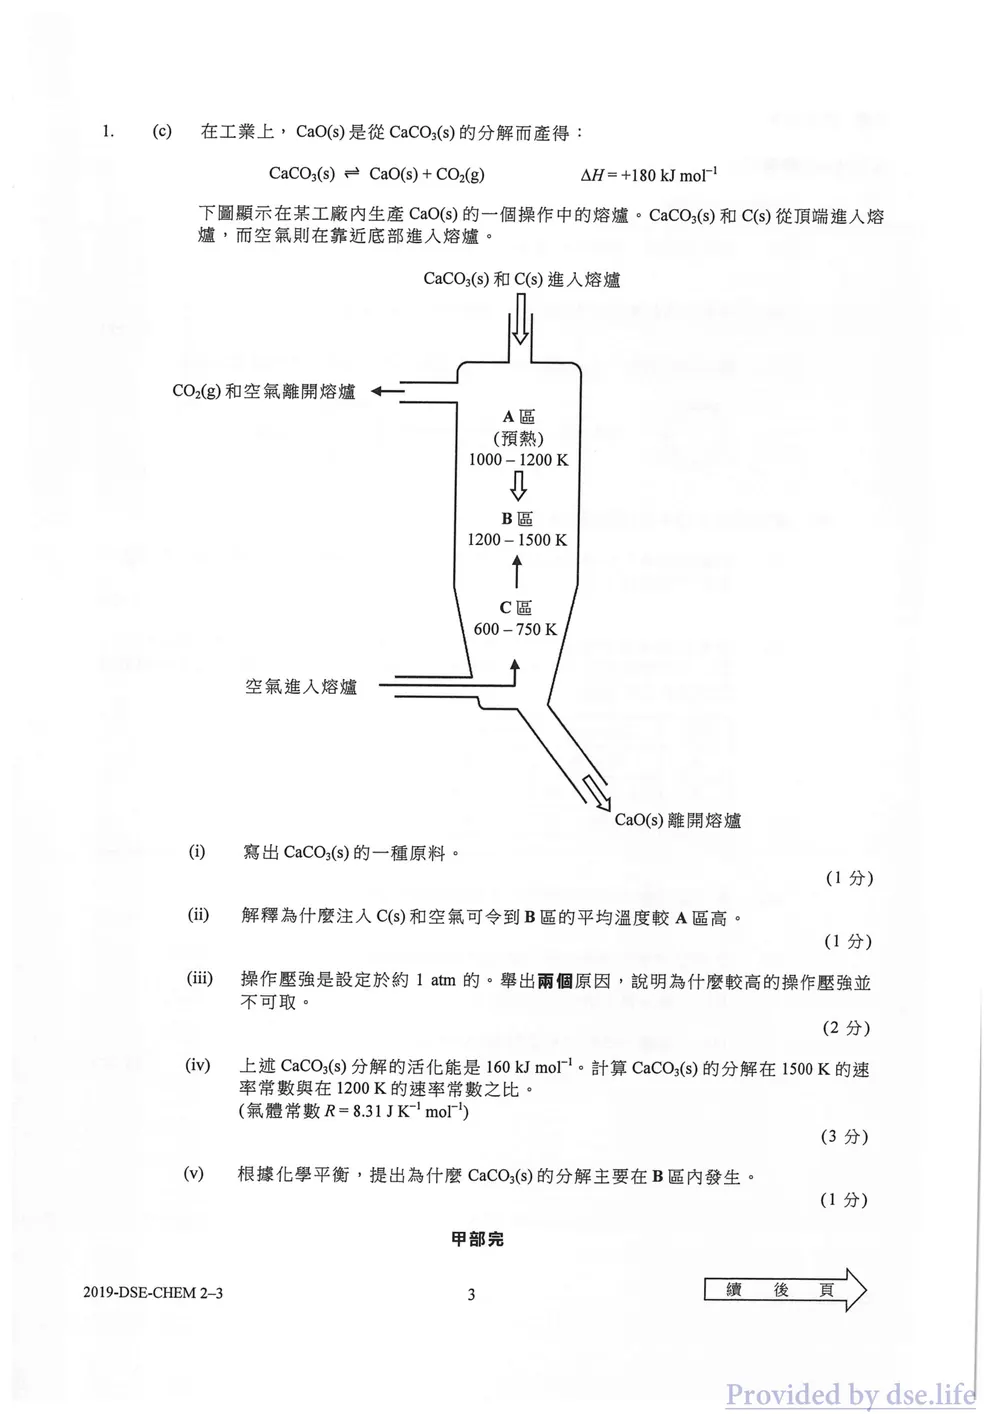 1. (c) 在工業上，CaO(s)是從 CaCO₃(s)的分解而產得：
CaCO₃(s) ⇌ CaO(s) + CO₂(g) ΔH = +180 kJ mol⁻¹
下圖顯示在某工廠內生產 CaO(s)的一個操作中的熔爐。CaCO₃(s)和 C(s)從頂端進入熔
爐，而空氣則在靠近底部進入熔爐。
CaCO₃(s)和 C(s)進入熔爐
CO₂(g)和空氣離開熔爐
A 區
(預熱)
1000 – 1200 K
B 區
1200 – 1500 K
C 區
600 – 750 K
空氣進入熔爐
CaO(s)離開熔爐
(i) 寫出 CaCO₃(s)的一種原料。
(1 分)
(ii) 解釋為什麼注入 C(s)和空氣可令到 B 區的平均溫度較 A 區高。
(1 分)
(iii) 操作壓強是設定於約 1 atm 的。舉出兩個原因，說明為什麼較高的操作壓強並
不可取。
(2 分)
(iv) 上述 CaCO₃(s)分解的活化能是 160 kJ mol⁻¹。計算 CaCO₃(s)的分解在 1500 K 的速
率常數與在 1200 K 的速率常數之比。
(氣體常數 R = 8.31 J K⁻¹ mol⁻¹)
(3 分)
(v) 根據化學平衡，提出為什麼 CaCO₃(s)的分解主要在 B 區內發生。
(1 分)
甲部完
2019-DSE-CHEM 2–3 3 續後頁
Provided by dse.life